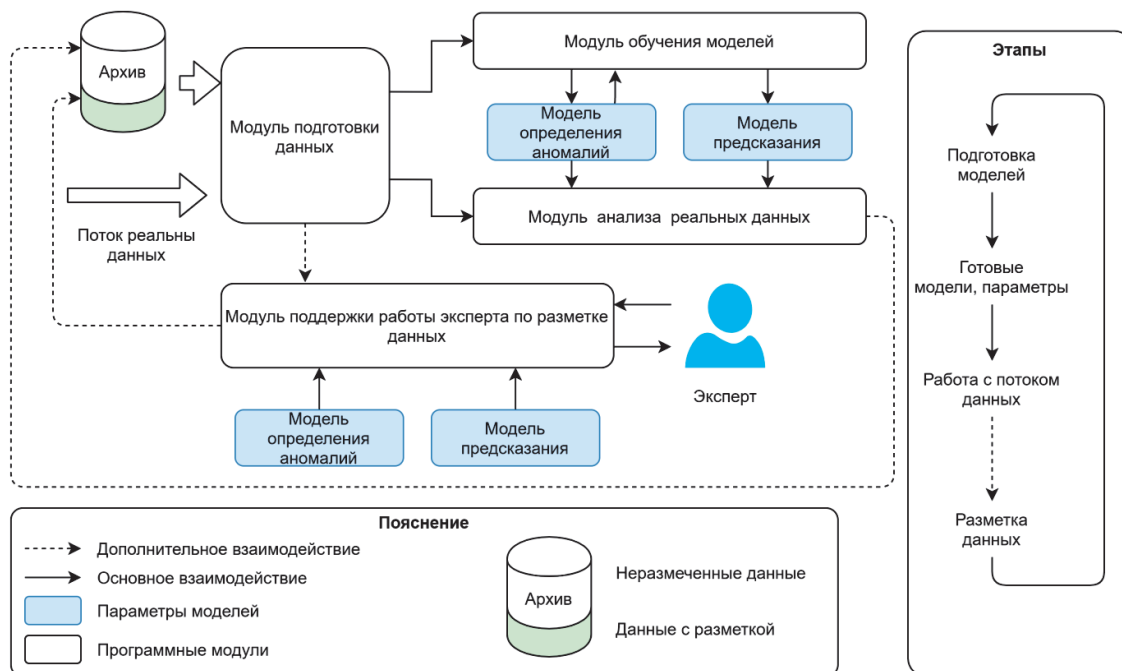 Архив
Модуль подготовки
данных
Поток реальны
данных
Модуль обучения моделей
Модель
определения
аномалий
Модель
предсказания
Модуль анализа реальных данных
Модуль поддержки работы эксперта по разметке
данных
Эксперт
Модель
определения
аномалий
Модель
предсказания
Этапы
Подготовка
моделей
Готовые
модели, параметры
Работа с потоком
данных
Разметка
данных
Пояснение
Дополнительное взаимодействие
Основное взаимодействие
Параметры моделей
Программные модули
Архив
Неразмеченные данные
Данные с разметкой